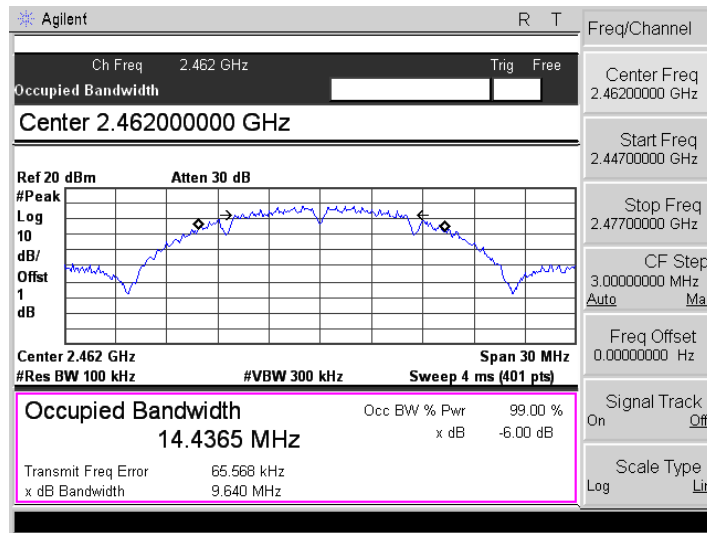 Agilent R T
Ch Freq 2.462 GHz Trig Free
Occupied Bandwidth
Center 2.462000000 GHz
Ref 20 dBm Atten 30 dB
#Peak
Log
10
dB/
Offst
1
dB
Center 2.462 GHz Span 30 MHz
#Res BW 100 kHz #VBW 300 kHz Sweep 4 ms (401 pts)
Occupied Bandwidth
14.4365 MHz
Occ BW % Pwr 99.00 %
x dB -6.00 dB
Transmit Freq Error 65.568 kHz
x dB Bandwidth 9.640 MHz
Freq/Channel
Center Freq
2.46200000 GHz
Start Freq
2.44700000 GHz
Stop Freq
2.47700000 GHz
CF Step
3.00000000 MHz
Auto Ma
Freq Offset
0.00000000 Hz
Signal Track
On Off
Scale Type
Log Lin